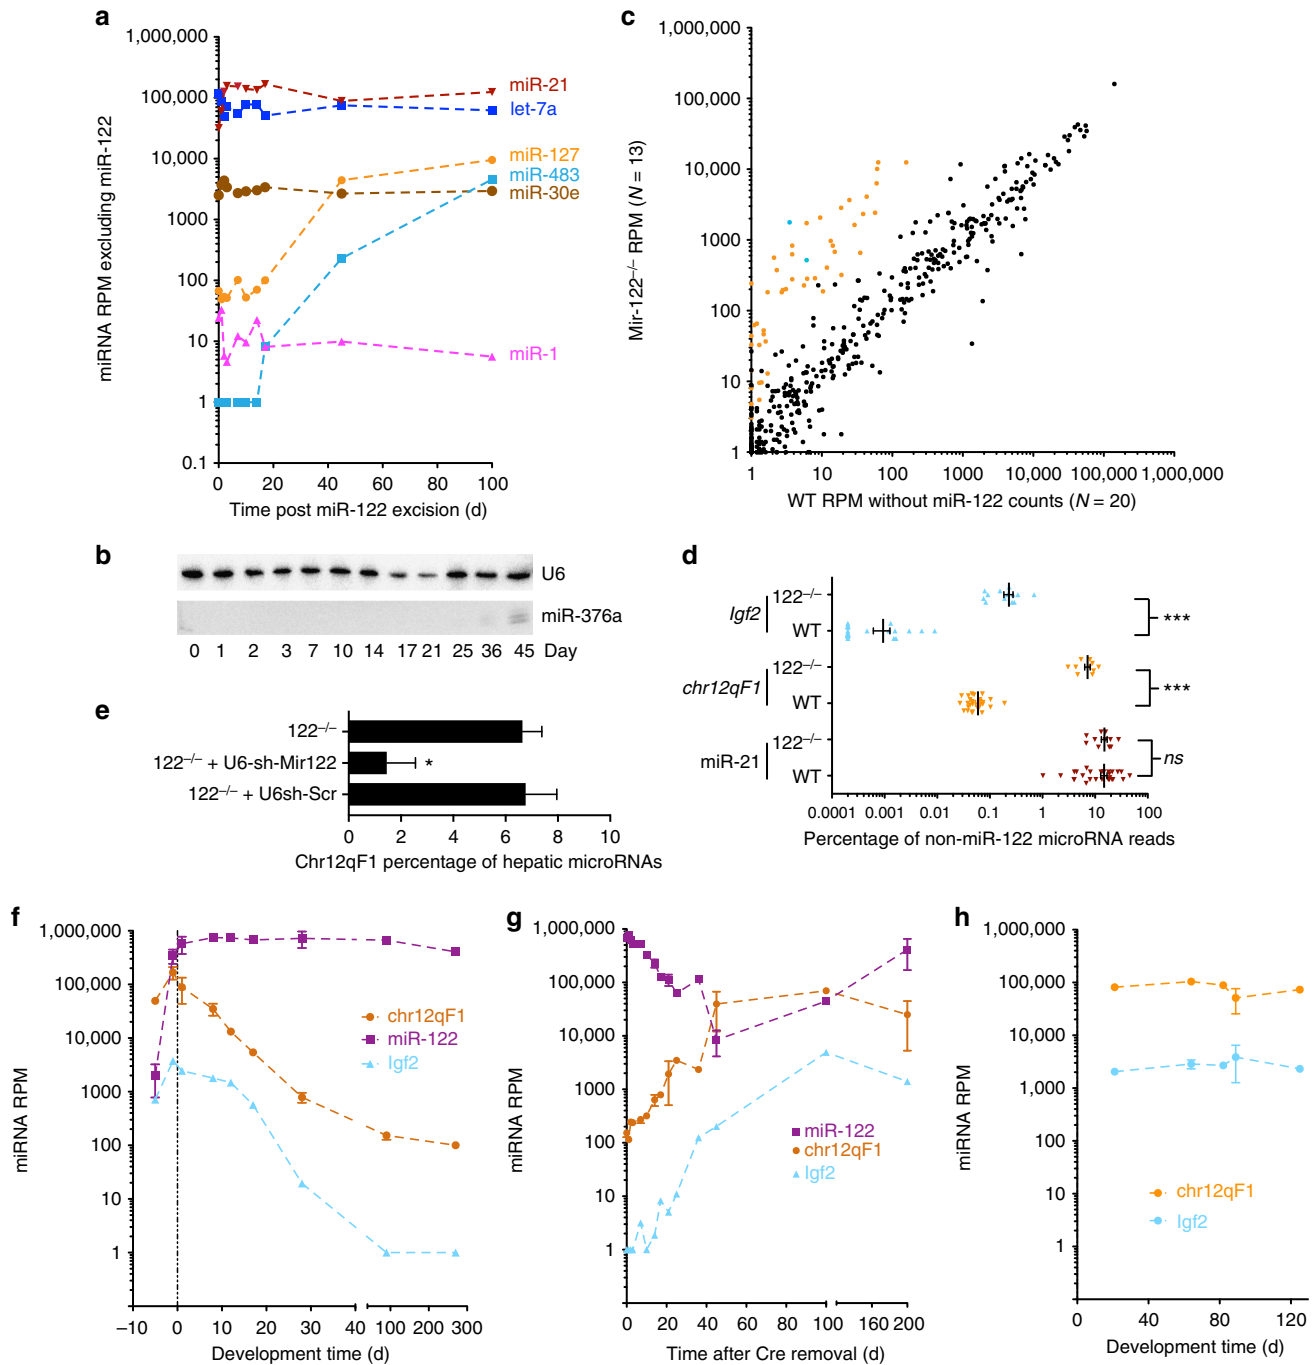 a
1,000,000
100,000
10,000
1000
100
10
1
0.1
miRNA RPM excluding miR-122
miR-21
let-7a
miR-127
miR-483
miR-30e
miR-1
0 20 40 60 80 100
Time post miR-122 excision (d)
c
1,000,000
100,000
10,000
1000
100
10
1
Mir-122–/– RPM (N = 13)
1 10 100 1000 10,000 100,000 1,000,000
WT RPM without miR-122 counts (N = 20)
b
U6
miR-376a
0 1 2 3 7 10 14 17 21 25 36 45 Day
d
Igf2
122–/–
WT
***
chr12qF1
122–/–
WT
***
miR-21
122–/–
WT
ns
0.0001 0.001 0.01 0.1 1 10 100
Percentage of non-miR-122 microRNA reads
e
122–/–
122–/– + U6-sh-Mir122
*
122–/– + U6sh-Scr
0 2 4 6 8 10
Chr12qF1 percentage of hepatic microRNAs
f
1,000,000
100,000
10,000
1000
100
10
1
miRNA RPM
chr12qF1
miR-122
Igf2
–10 0 10 20 30 40 100 200 300
Development time (d)
g
1,000,000
100,000
10,000
1000
100
10
1
miRNA RPM
miR-122
chr12qF1
Igf2
0 20 40 60 80 100 160 200
Time after Cre removal (d)
h
1,000,000
100,000
10,000
1,000
100
10
1
miRNA RPM
chr12qF1
Igf2
0 40 80 120
Development time (d)